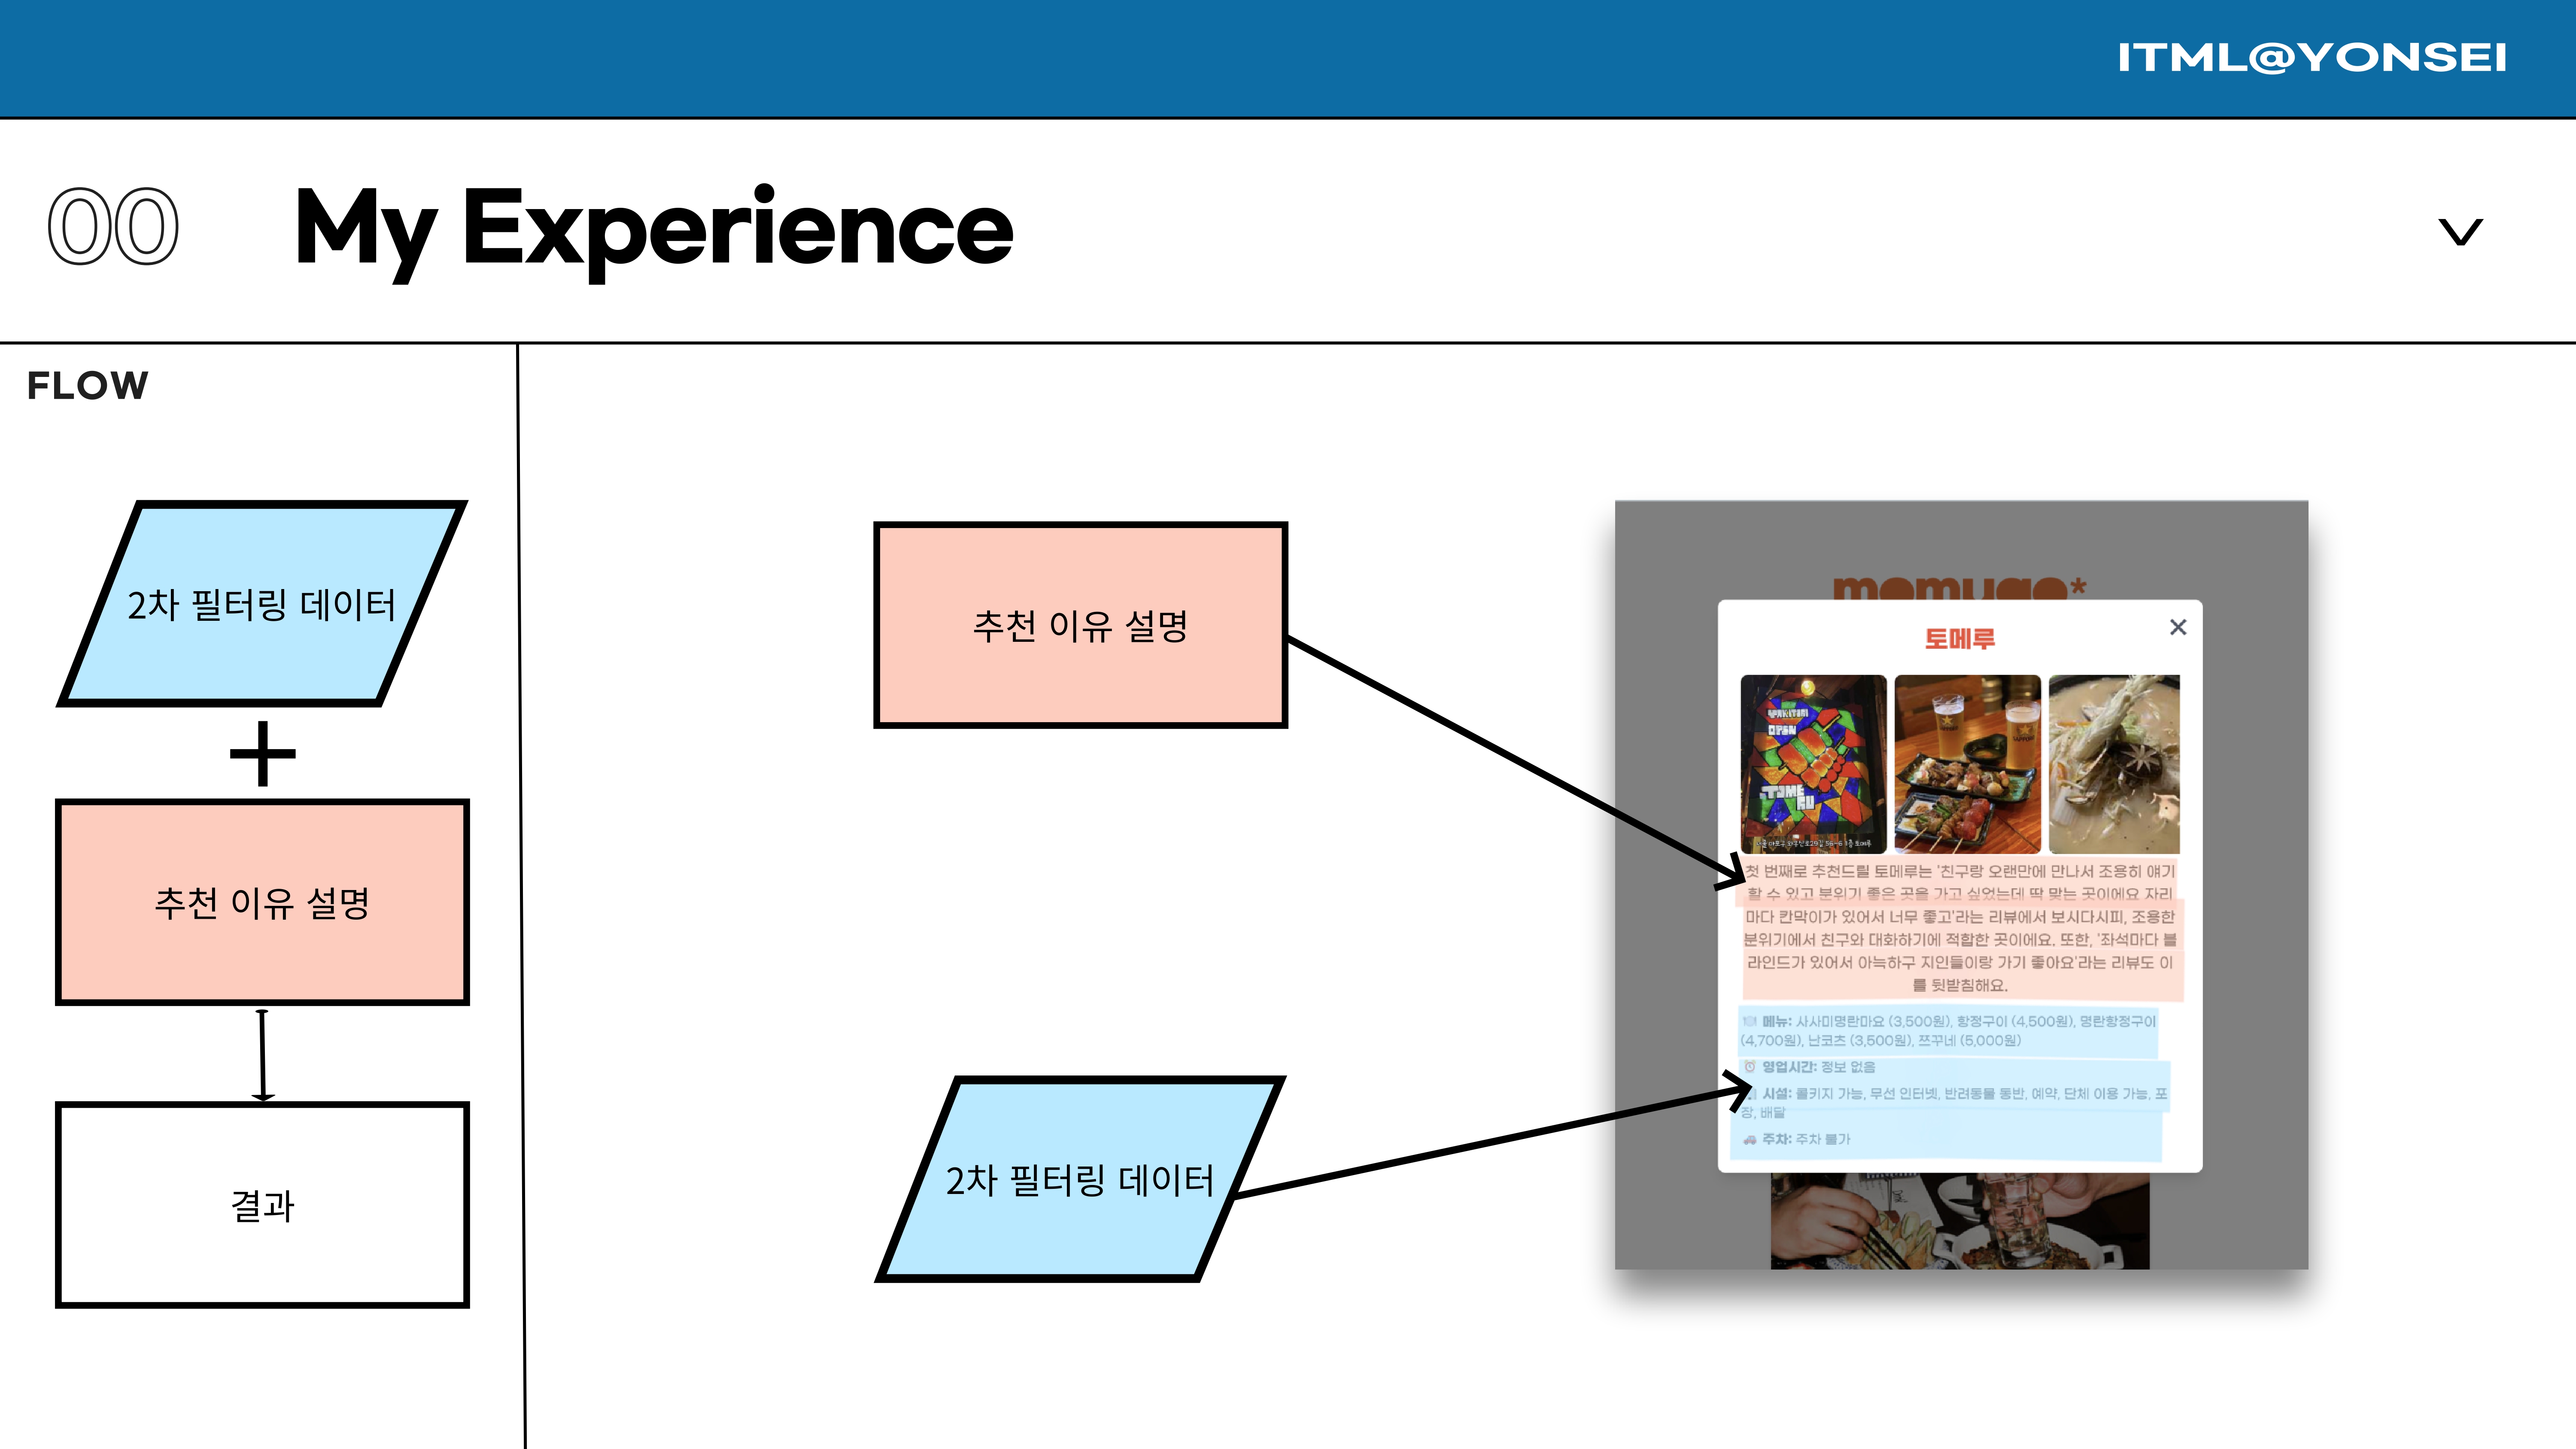 ITML@YONSEI
00 My Experience
FLOW
2차 필터링 데이터
+
추천 이유 설명
결과
추천 이유 설명
2차 필터링 데이터
momugo*
토메루
YAKITORI
OPEN
TOME
RU
첫 번째로 추천드릴 토메루는 '친구랑 오랜만에 만나서 조용히 얘기
할 수 있고 분위기 좋은 곳을 가고 싶었는데 딱 맞는 곳이에요 자리
마다 칸막이가 있어서 너무 좋고'라는 리뷰에서 보시다시피, 조용한
분위기에서 친구와 대화하기에 적합한 곳이에요. 또한, '좌석마다 블
라인드가 있어서 아늑하구 지인들이랑 가기 좋아요'라는 리뷰도 이
를 뒷받침해요.
메뉴: 사사미명란마요 (3,500원), 항정구이 (4,500원), 명란항정구이
(4,700원), 난코츠 (3,500원), 쯔꾸네 (5,000원)
영업시간: 정보 없음
시설: 콜키지 가능, 무선 인터넷, 반려동물 동반, 예약, 단체 이용 가능, 포
장, 배달
주차: 주차 불가